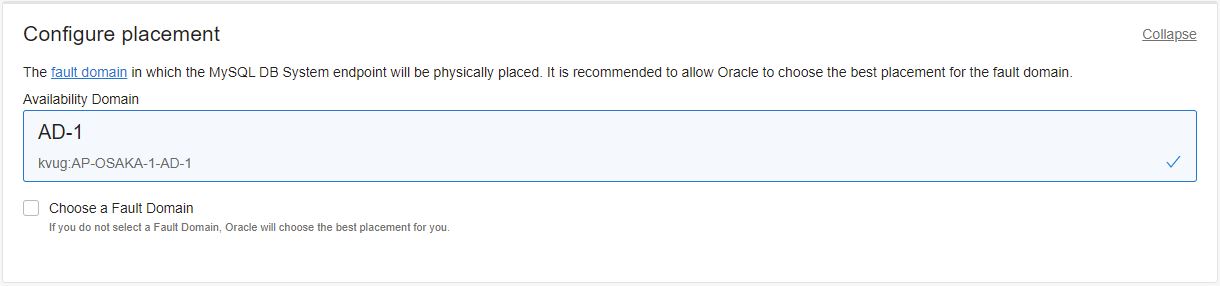 Configure placement
Collapse
The fault domain in which the MySQL DB System endpoint will be physically placed. It is recommended to allow Oracle to choose the best placement for the fault domain.
Availability Domain
AD-1
kvug:AP-OSAKA-1-AD-1
Choose a Fault Domain
If you do not select a Fault Domain, Oracle will choose the best placement for you.